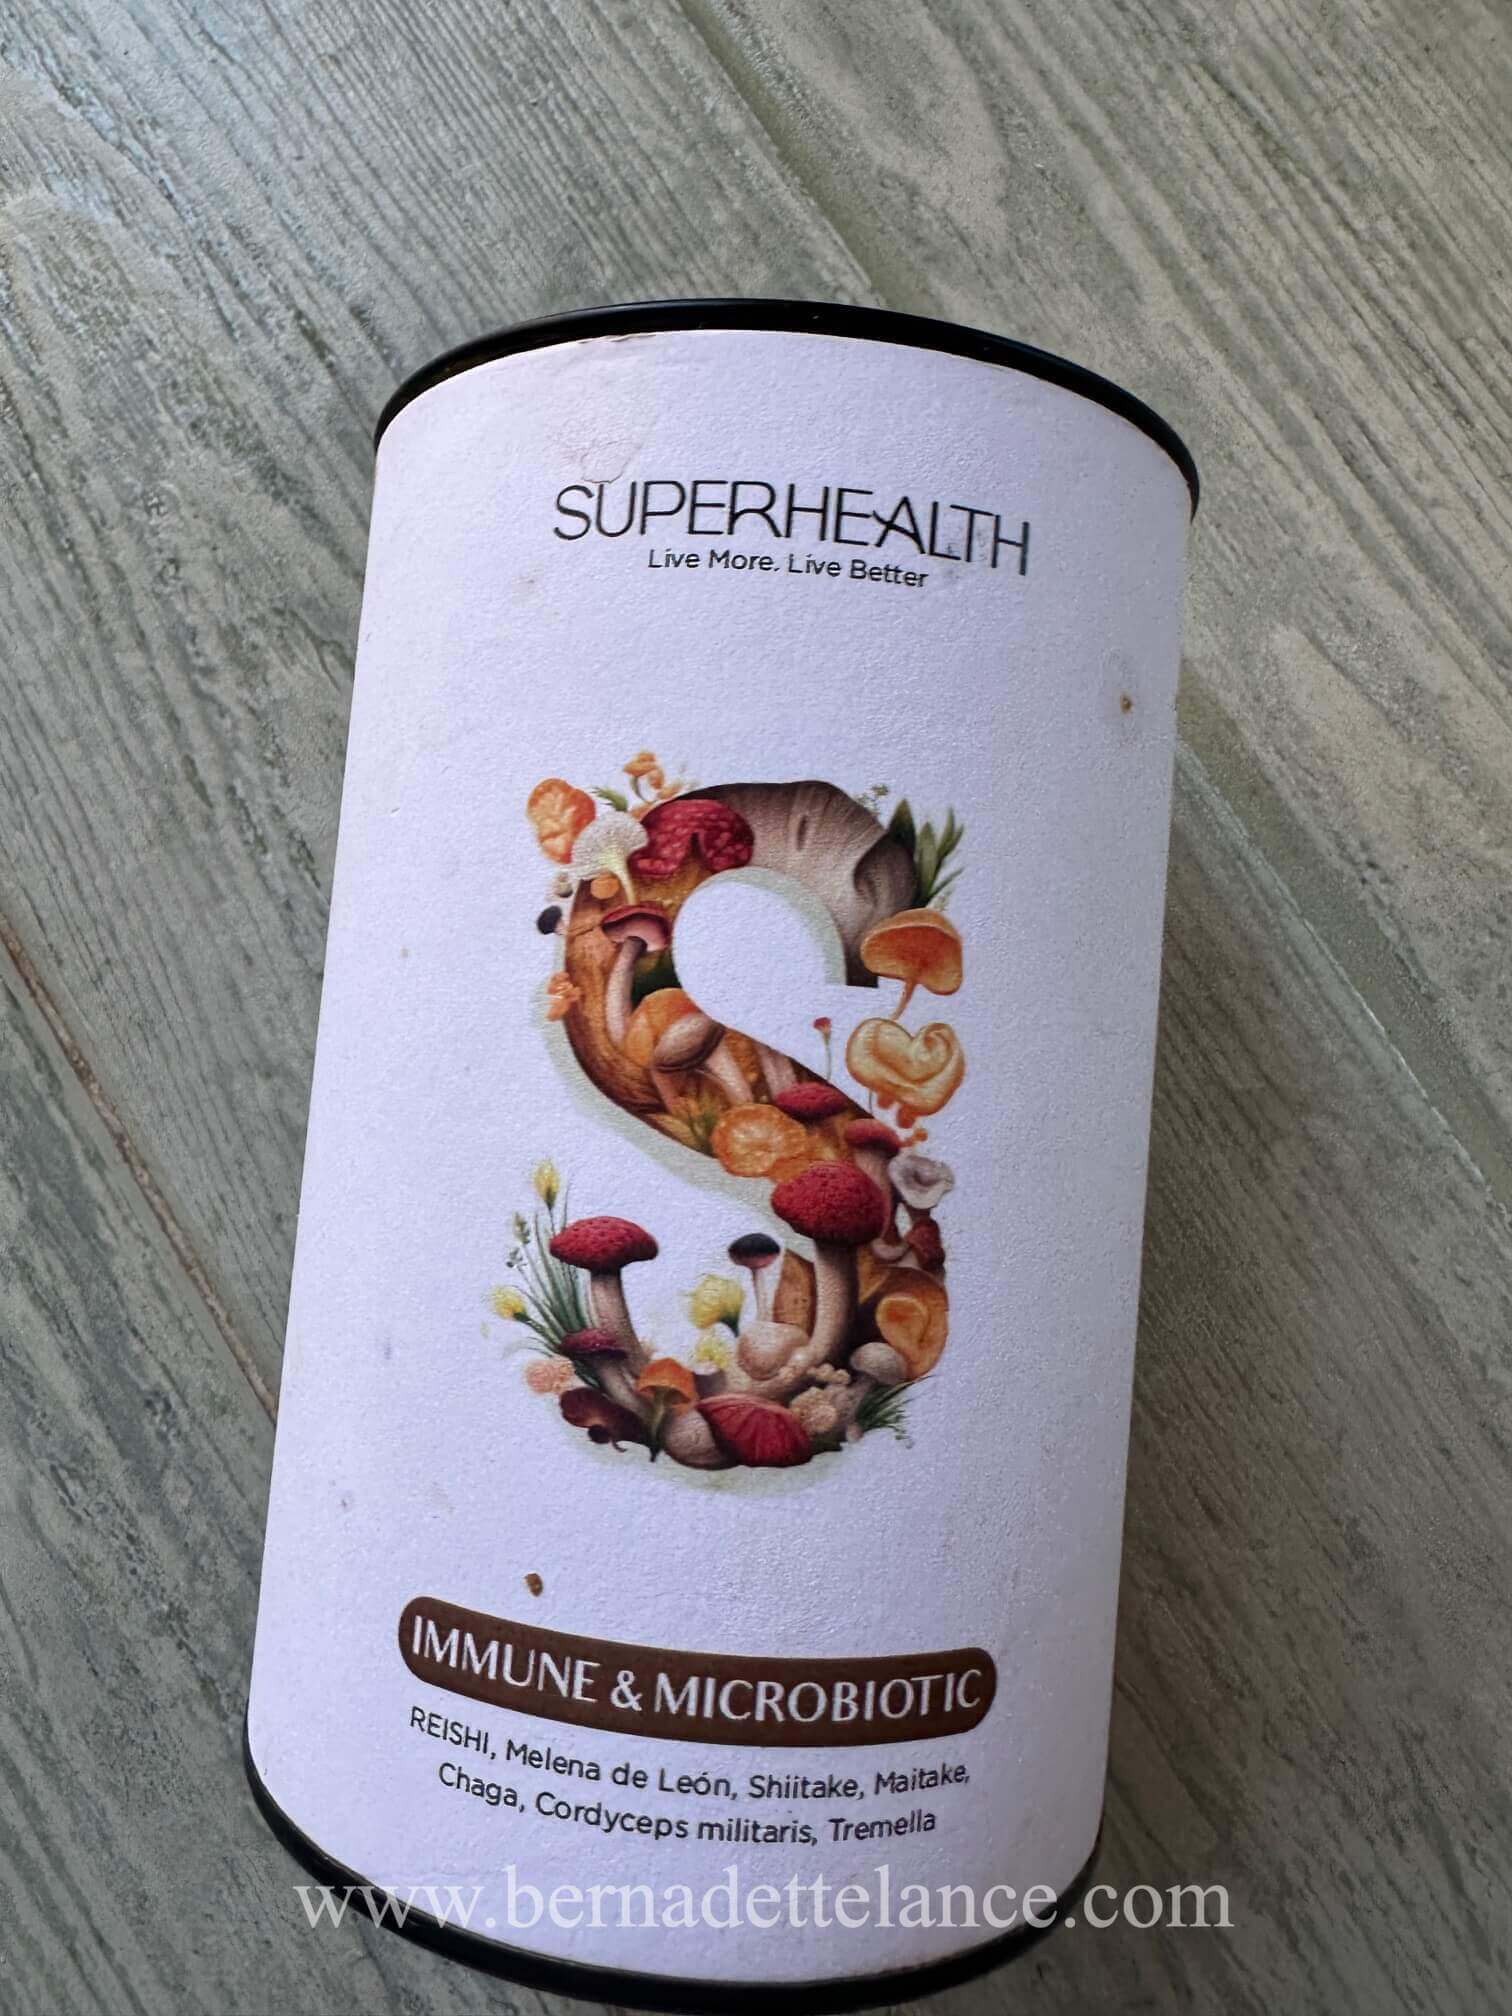 SUPERHEALTH
Live More. Live Better
IMMUNE & MICROBIOTIC
REISHI, Melena de León, Shiitake, Maitake,
Chaga, Cordyceps militaris, Tremella
www.bernadettelance.com